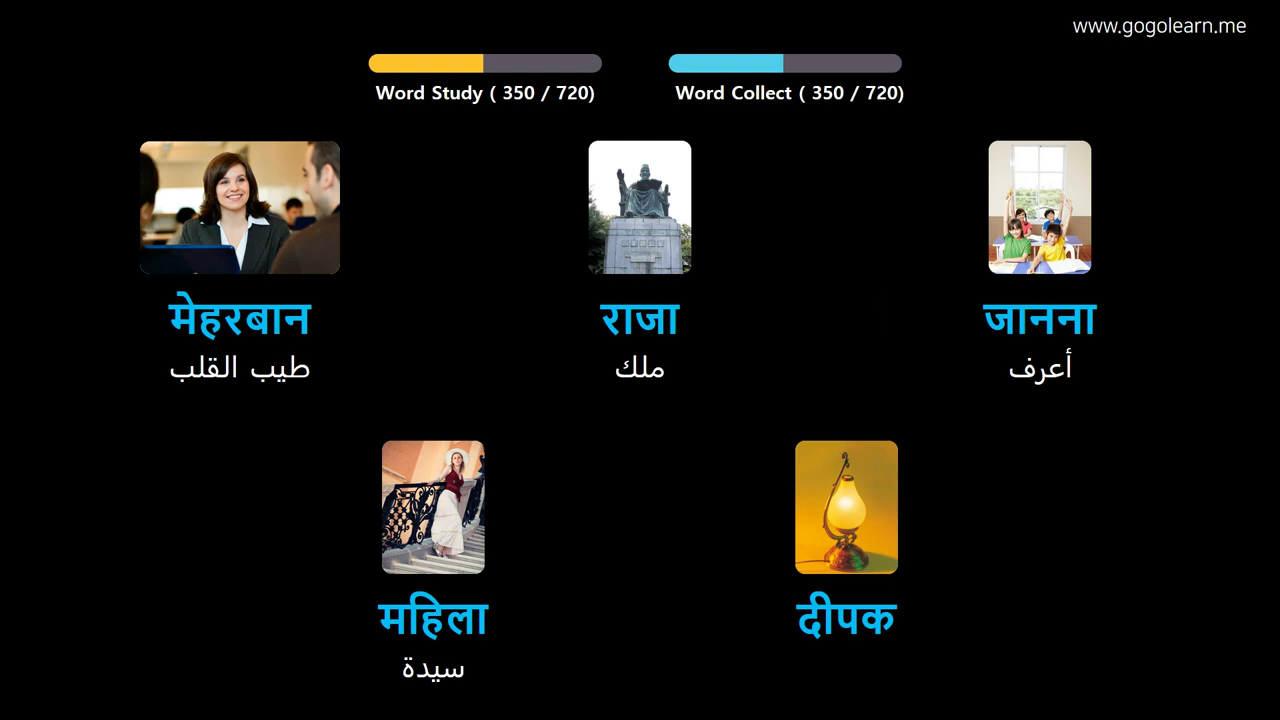 www.gogolearn.me
Word Study ( 350 / 720)
Word Collect ( 350 / 720)
मेहरबान
طيب القلب
राजा
ملك
जानना
أعرف
महिला
سيدة
दीपक